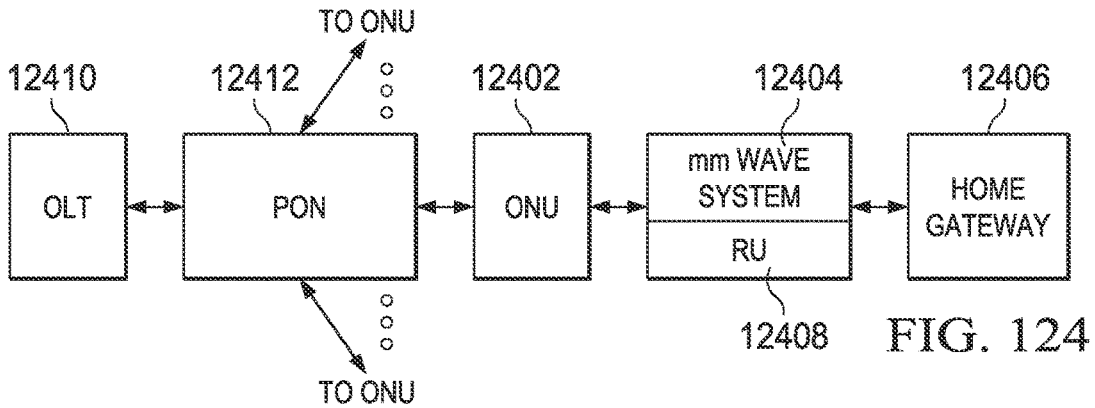 TO ONU
12410
12412
12402
12404
12406
OLT
PON
ONU
mm WAVE
SYSTEM
RU
HOME
GATEWAY
12408
FIG. 124
TO ONU